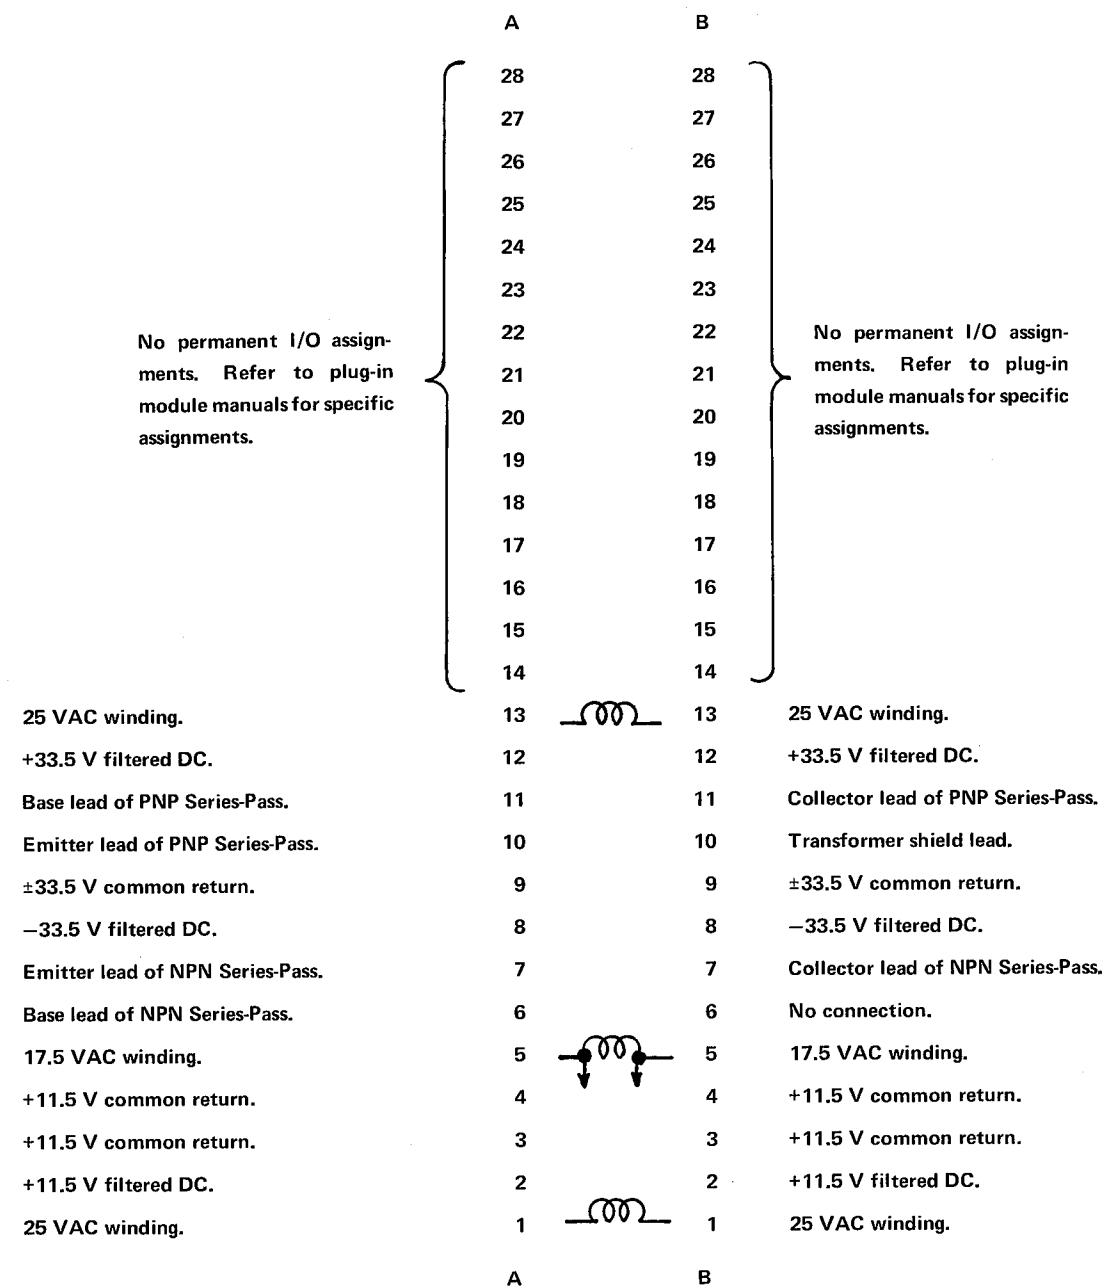 A B
28 28
27 27
26 26
25 25
24 24
23 23
No permanent I/O assign-
ments. Refer to plug-in
module manuals for specific
assignments.
22 22
21 21
20 20
No permanent I/O assign-
ments. Refer to plug-in
module manuals for specific
assignments.
19 19
18 18
17 17
16 16
15 15
14 14
25 VAC winding. 13 13 25 VAC winding.
+33.5 V filtered DC. 12 12 +33.5 V filtered DC.
Base lead of PNP Series-Pass. 11 11 Collector lead of PNP Series-Pass.
Emitter lead of PNP Series-Pass. 10 10 Transformer shield lead.
±33.5 V common return. 9 9 ±33.5 V common return.
−33.5 V filtered DC. 8 8 −33.5 V filtered DC.
Emitter lead of NPN Series-Pass. 7 7 Collector lead of NPN Series-Pass.
Base lead of NPN Series-Pass. 6 6 No connection.
17.5 VAC winding. 5 5 17.5 VAC winding.
+11.5 V common return. 4 4 +11.5 V common return.
+11.5 V common return. 3 3 +11.5 V common return.
+11.5 V filtered DC. 2 2 +11.5 V filtered DC.
25 VAC winding. 1 1 25 VAC winding.
A B